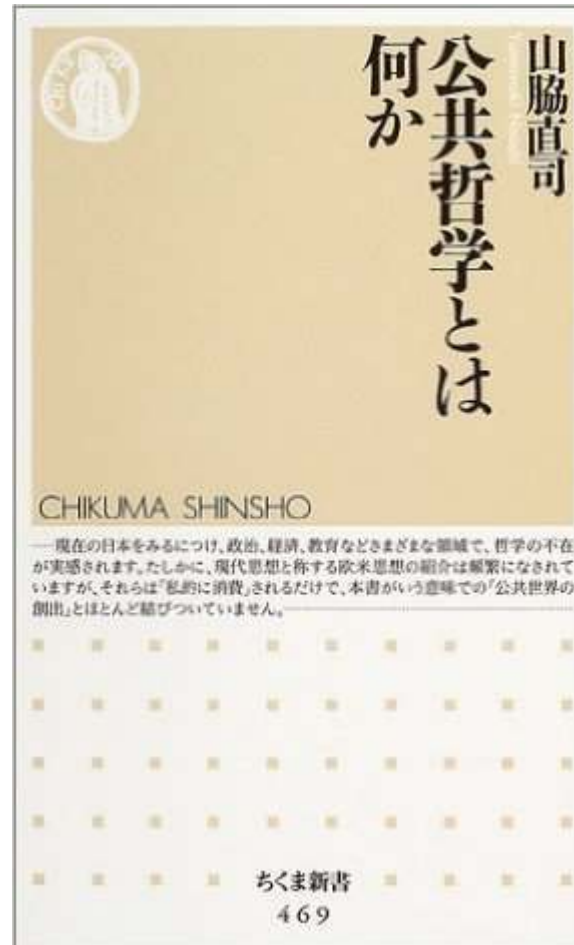 山脇直司
Yamawaki Naoshi
公共哲学とは
何か
CHIKUMA SHINSHO
──現在の日本をみるにつけ、政治、経済、教育などさまざまな領域で、哲学の不在
が実感されます。たしかに、現代思想と称する欧米思想の紹介は頻繁になされて
いますが、それらは「私的に消費」されるだけで、本書がいう意味での「公共世界の
創出」とほとんど結びついていません。
ちくま新書
469